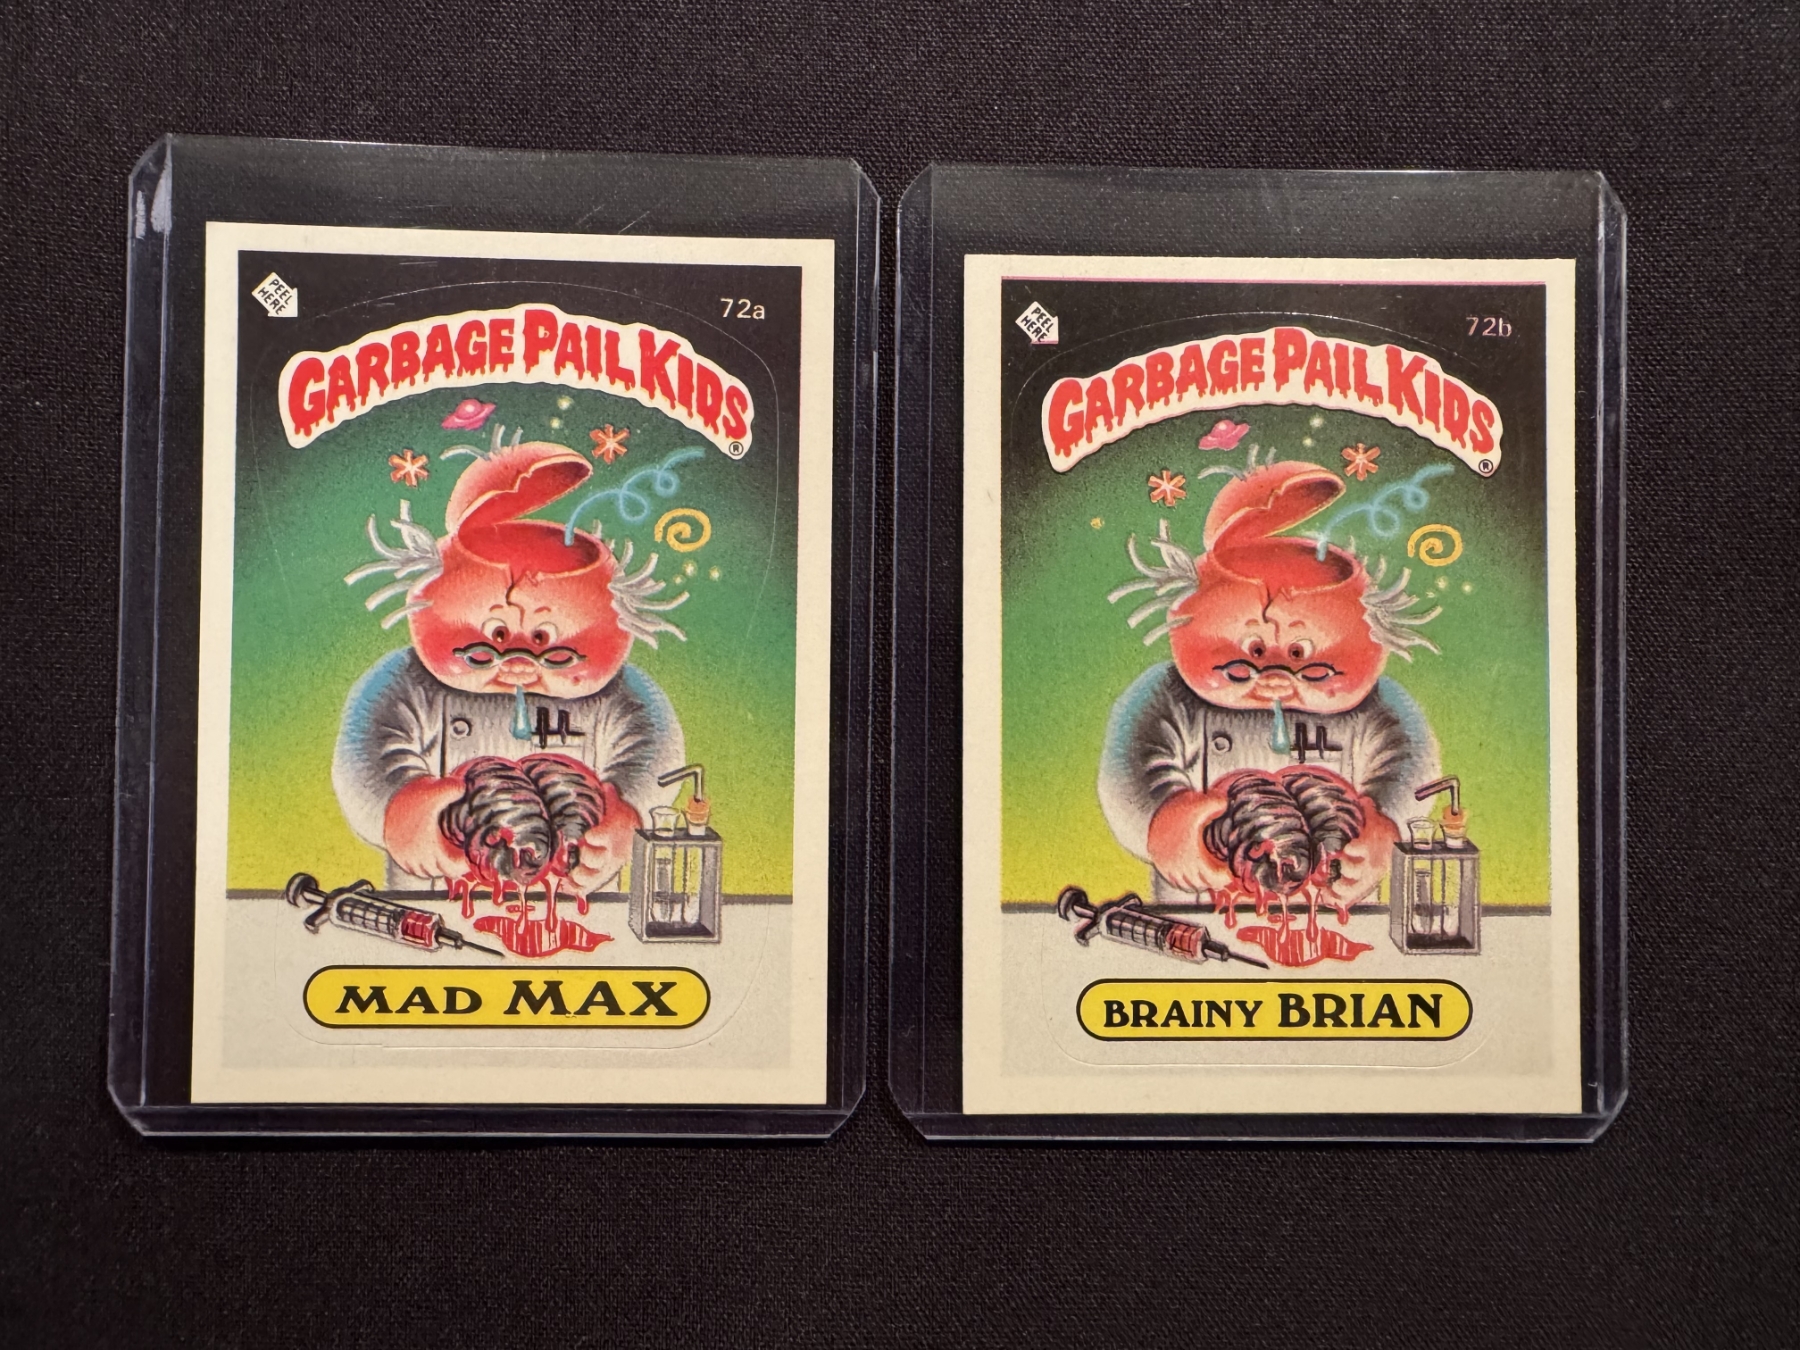 PEEL HERE
72a
GARBAGE PAIL KIDS®
MAD MAX
PEEL HERE
72b
GARBAGE PAIL KIDS®
BRAINY BRIAN